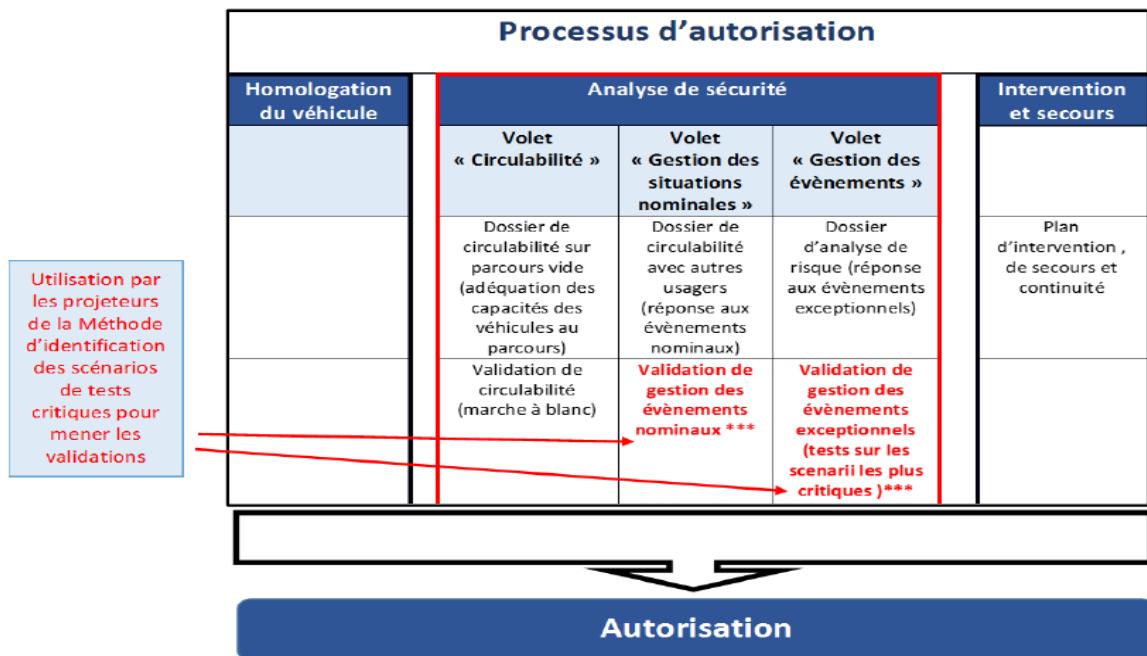 Processus d'autorisation
Homologation
du véhicule
Analyse de sécurité
Intervention
et secours
Volet
« Circulabilité »
Volet
« Gestion des
situations
nominales »
Volet
« Gestion des
évènements »
Dossier de
circulabilité sur
parcours vide
(adéquation des
capacités des
véhicules au
parcours)
Dossier de
circulabilité
avec autres
usagers
(réponse aux
évènements
nominaux)
Dossier
d'analyse de
risque (réponse
aux évènements
exceptionnels)
Plan
d'intervention ,
de secours et
continuité
Utilisation par
les projeteurs
de la Méthode
d'identification
des scénarios
de tests
critiques pour
mener les
validations
Validation de
circulabilité
(marche à blanc)
Validation de
gestion des
évènements
nominaux ***
Validation de
gestion des
évènements
exceptionnels
(tests sur les
scenarii les plus
critiques )***
Autorisation